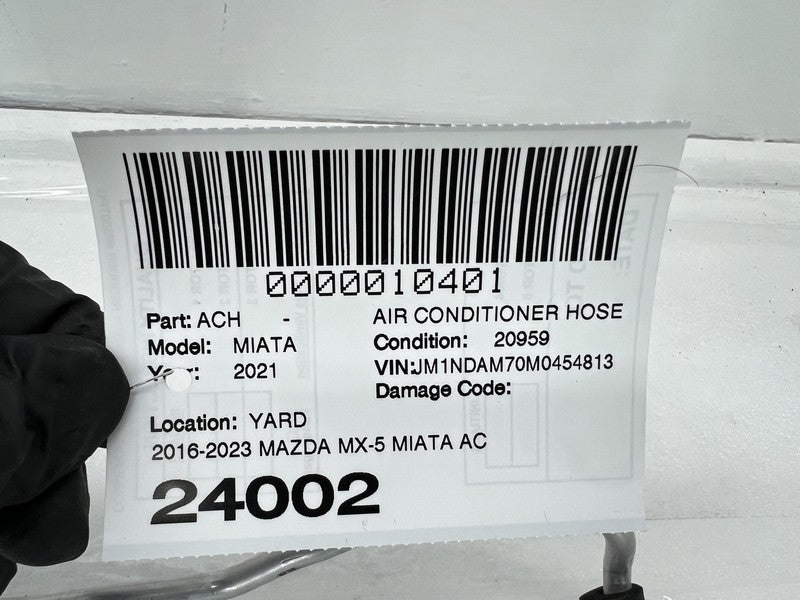 0000010401
Part: ACH - AIR CONDITIONER HOSE
Model: MIATA Condition: 20959
Year: 2021 VIN:JM1NDAM70M0454813
Damage Code:
Location: YARD
2016-2023 MAZDA MX-5 MIATA AC
24002